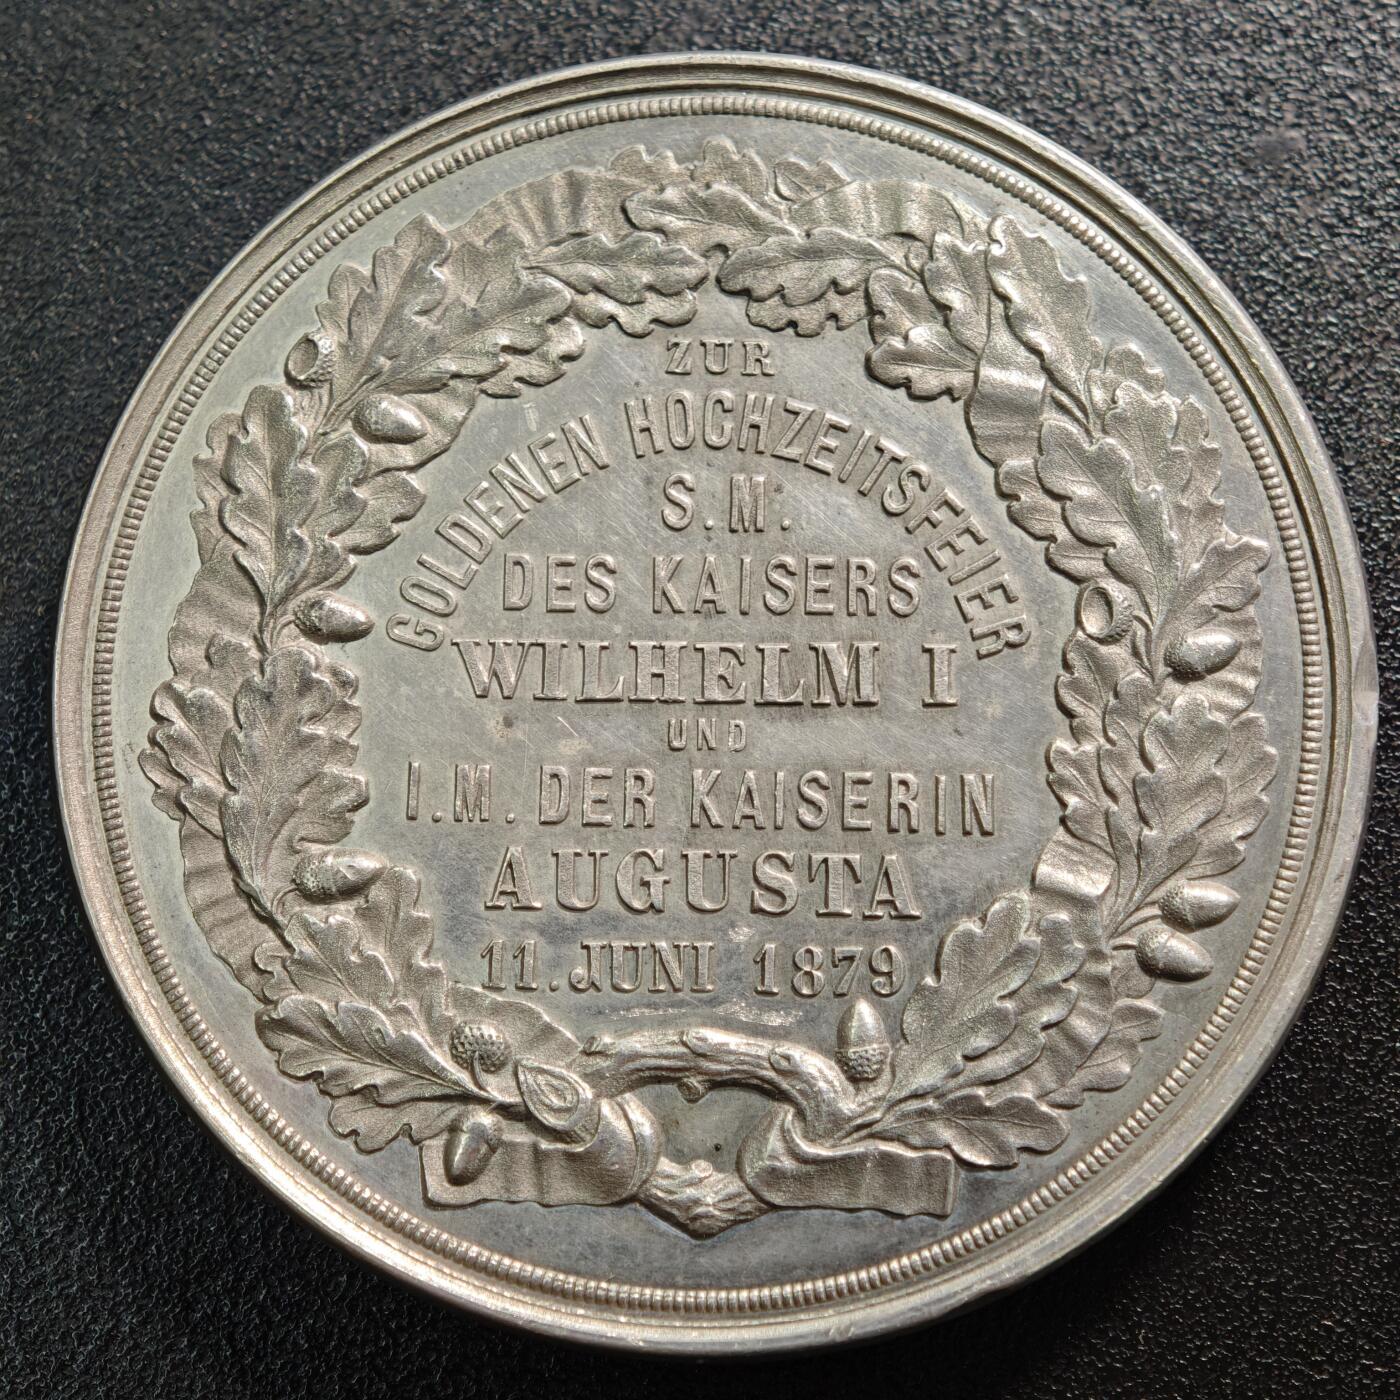 ZUR
GOLDENEN HOCHZEITSFEIER
S. M.
DES KAISERS
WILHELM I
UND
I. M. DER KAISERIN
AUGUSTA
11. JUNI 1879